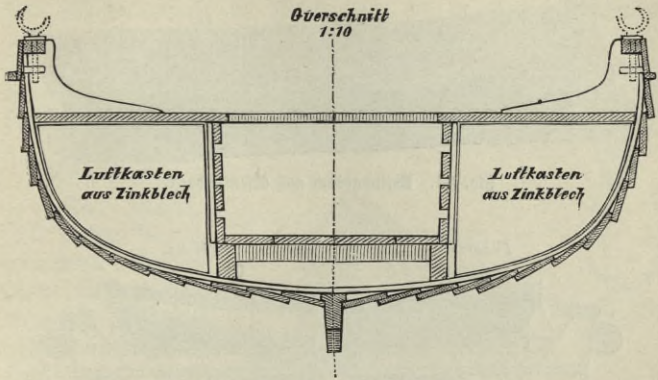 Querschnitt
1:10
Luftkasten
aus Zinkblech
Luftkasten
aus Zinkblech